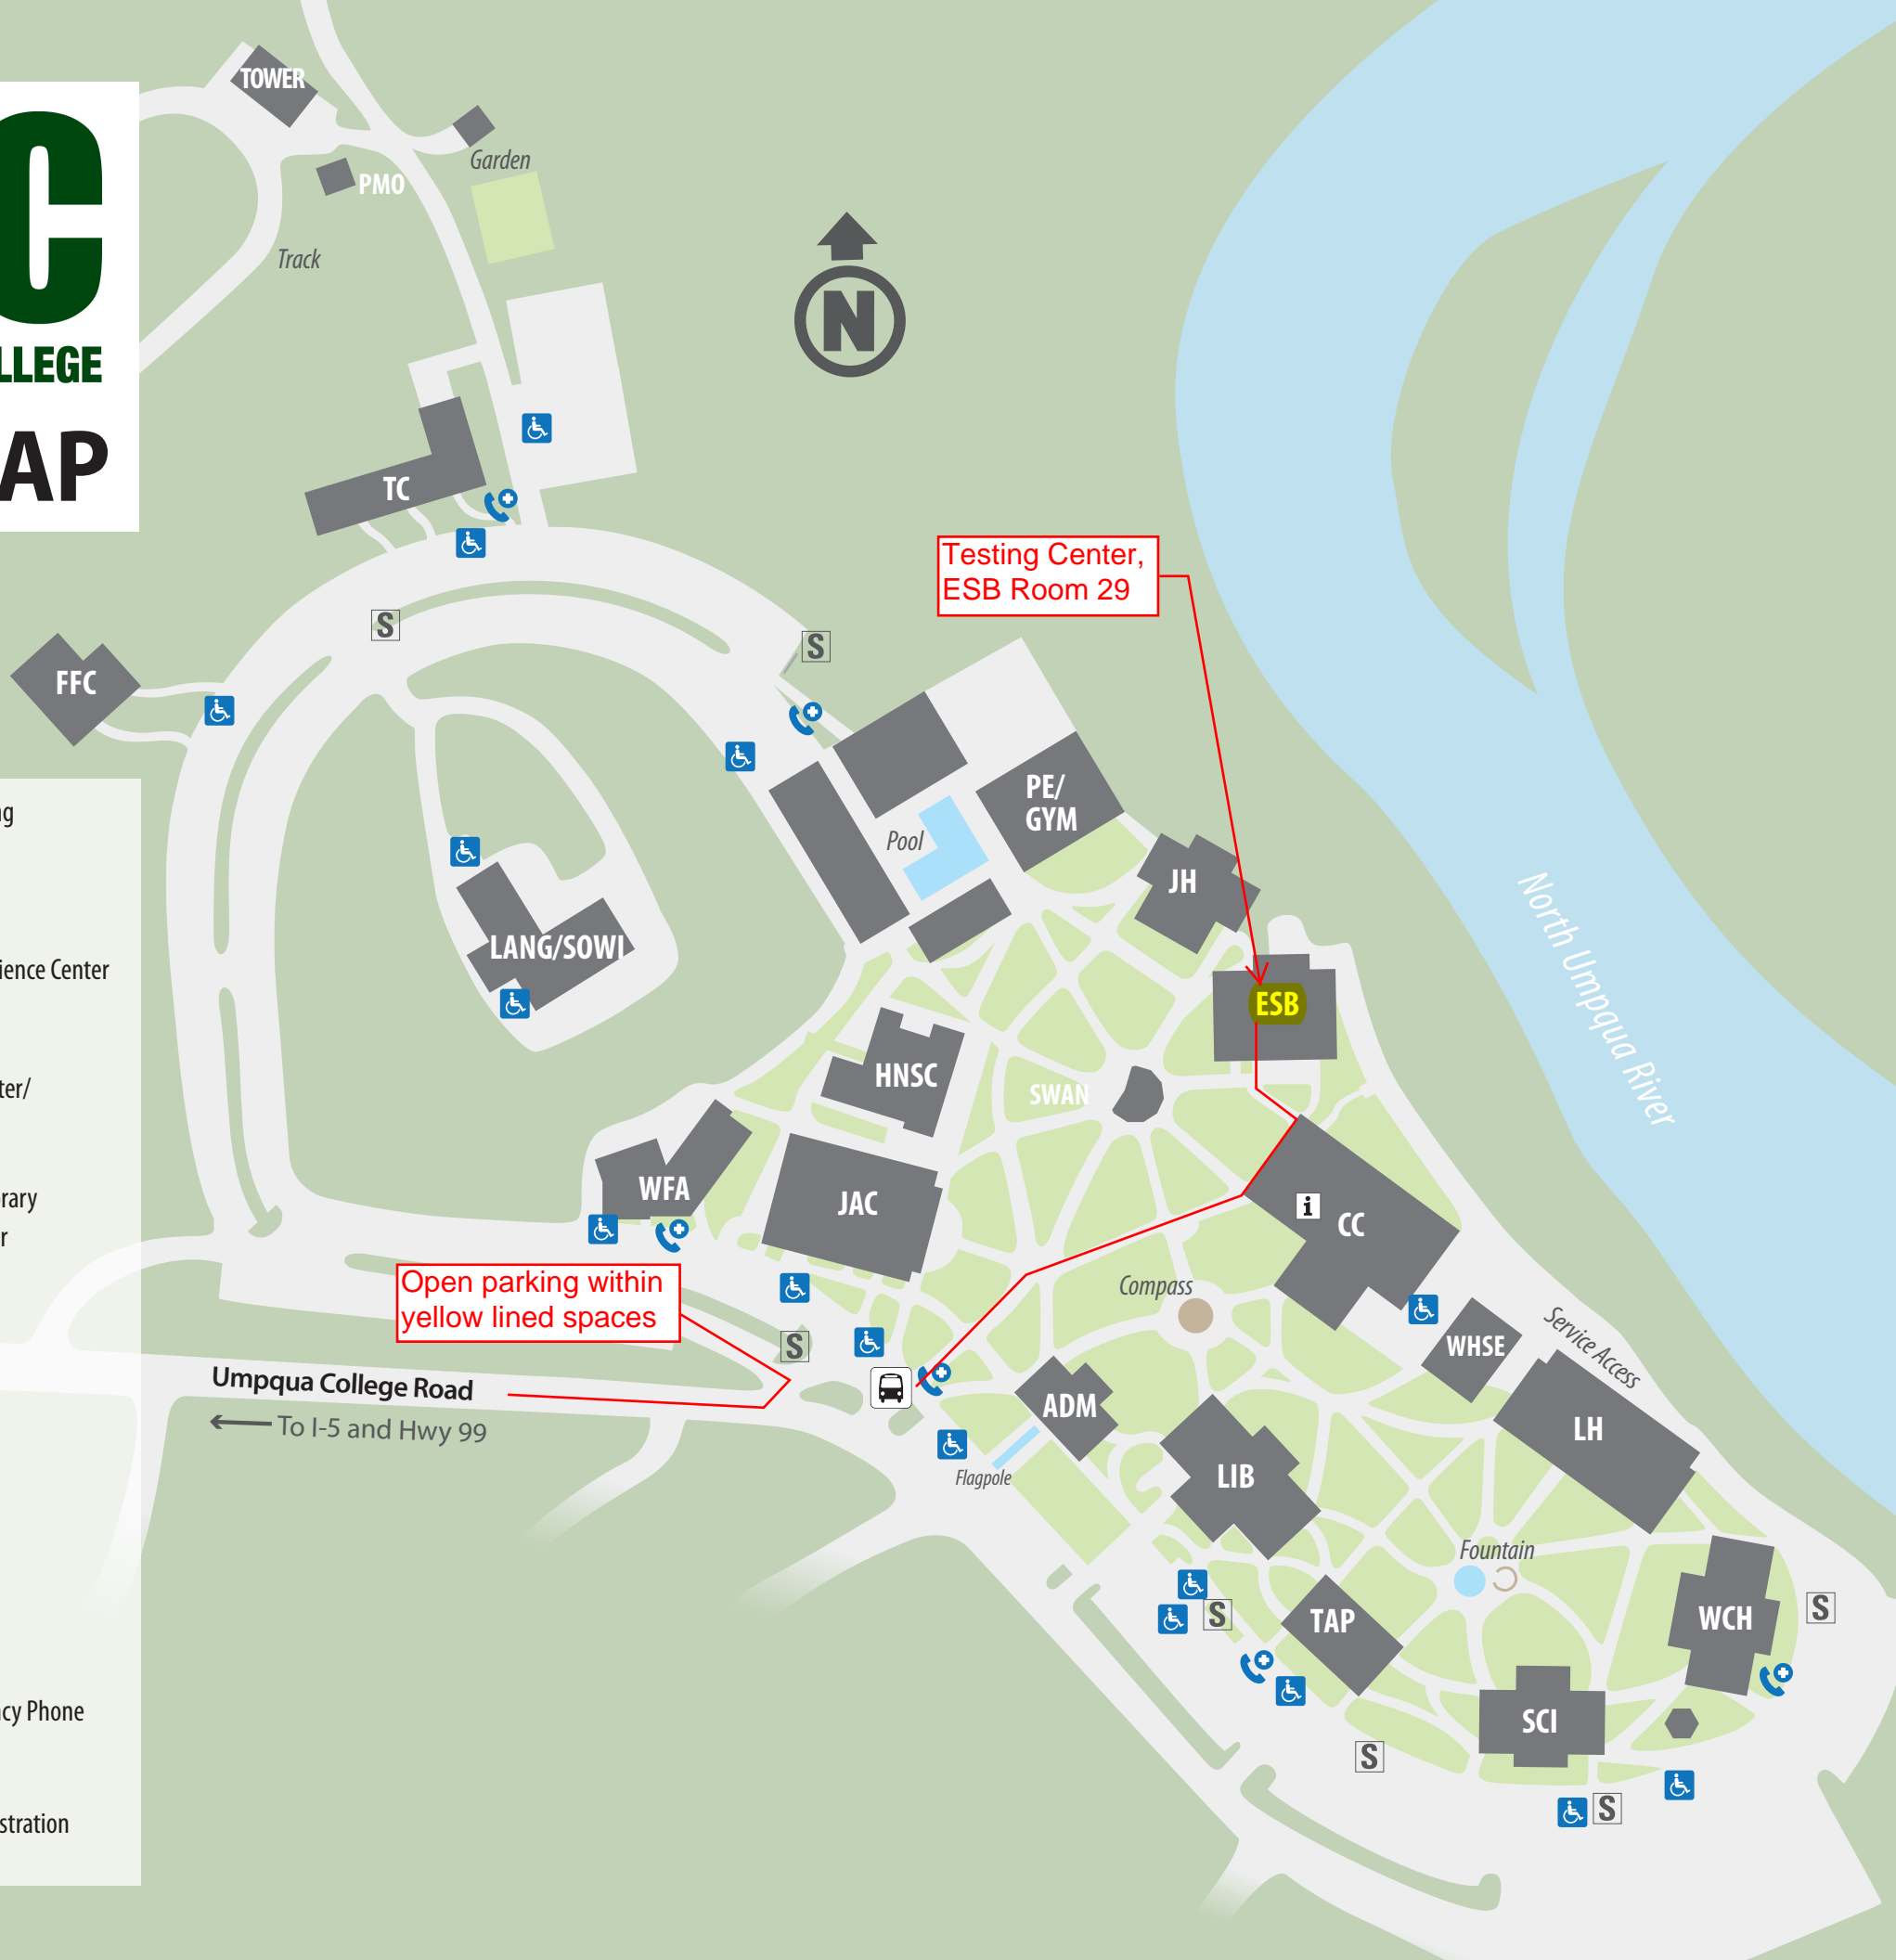 TOWER
PMO
Garden
Track
C
LLEGE
AP
N
TC
Testing Center,
ESB Room 29
S
S
FFC
PE/
GYM
Pool
JH
LANG/SOWI
ESB
North Umpqua River
HNSC
SWAN
WFA
JAC
CC
i
Compass
Open parking within
yellow lined spaces
S
Umpqua College Road
To I-5 and Hwy 99
ADM
Flagpole
WHSE
Service Access
LH
LIB
Fountain
TAP
S
WCH
S
SCI
S
S
ng
ience Center
ter/
rary
r
cy Phone
stration